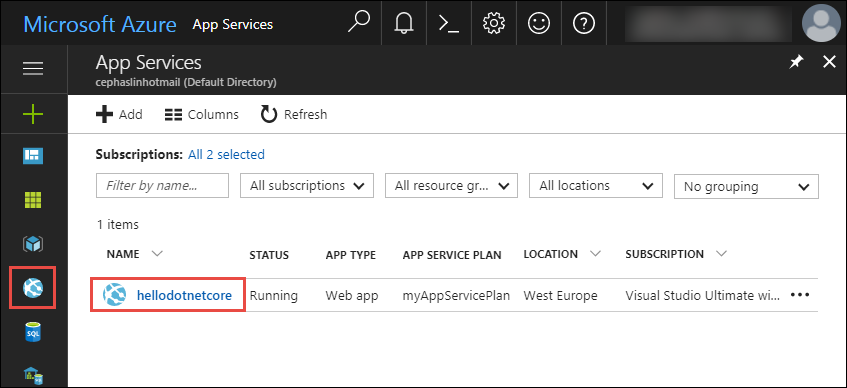 Microsoft Azure App Services
App Services
cephaslinhotmail (Default Directory)
Add Columns Refresh
Subscriptions: All 2 selected
Filter by name... All subscriptions All resource gr... All locations No grouping
1 items
NAME STATUS APP TYPE APP SERVICE PLAN LOCATION SUBSCRIPTION
hellodotnetcore Running Web app myAppServicePlan West Europe Visual Studio Ultimate wi...
SQL